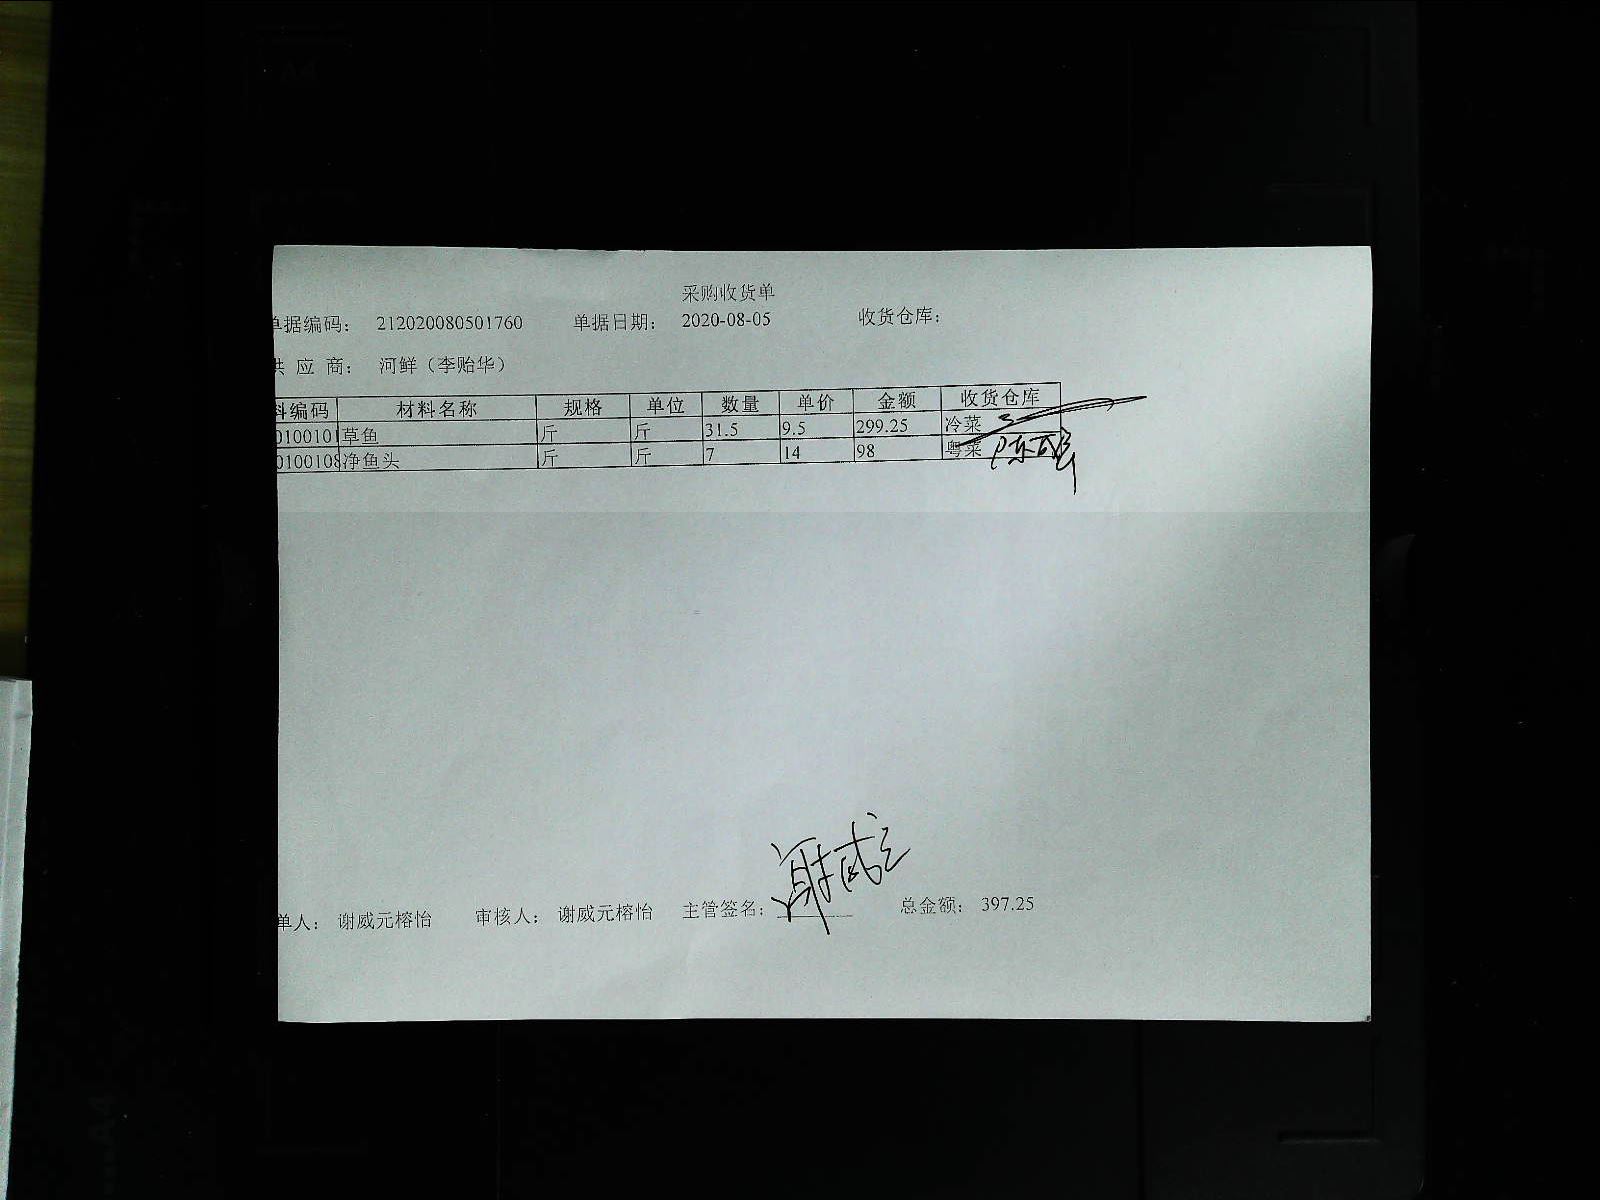 采购收货单
单据编码： 212020080501760 单据日期： 2020-08-05 收货仓库：
供 应 商： 河鲜（李贻华）
料编码 材料名称 规格 单位 数量 单价 金额 收货仓库
0100101 草鱼 斤 斤 31.5 9.5 299.25 冷菜
0100108 净鱼头 斤 斤 7 14 98 粤菜
单人： 谢威元榕怡 审核人： 谢威元榕怡 主管签名： 谢威元 总金额： 397.25